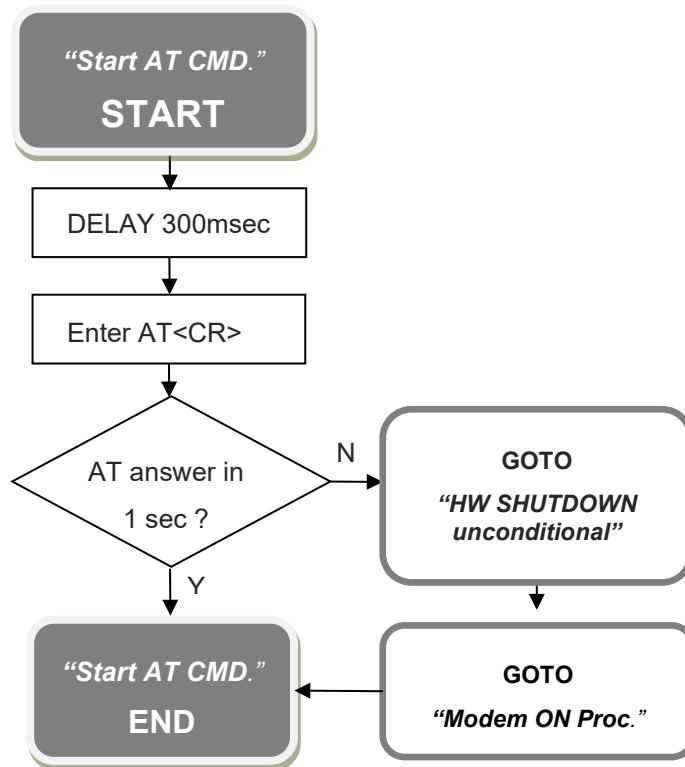 “Start AT CMD.”
START
DELAY 300msec
Enter AT<CR>
AT answer in
1 sec ?
N
GOTO
“HW SHUTDOWN
unconditional”
Y
“Start AT CMD.”
END
GOTO
“Modem ON Proc.”